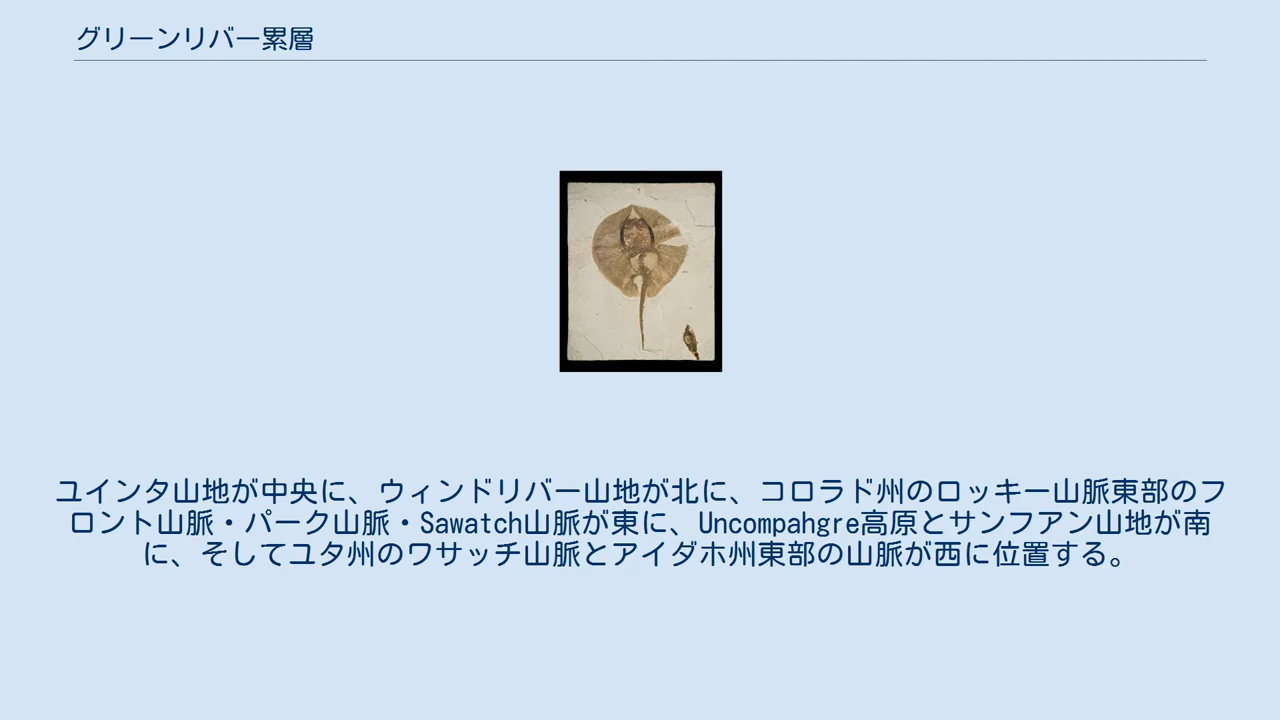 グリーンリバー累層
ユインタ山地が中央に、ウィンドリバー山地が北に、コロラド州のロッキー山脈東部のフ
ロント山脈・パーク山脈・Sawatch山脈が東に、Uncompahgre高原とサンフアン山地が南
に、そしてユタ州のワサッチ山脈とアイダホ州東部の山脈が西に位置する。